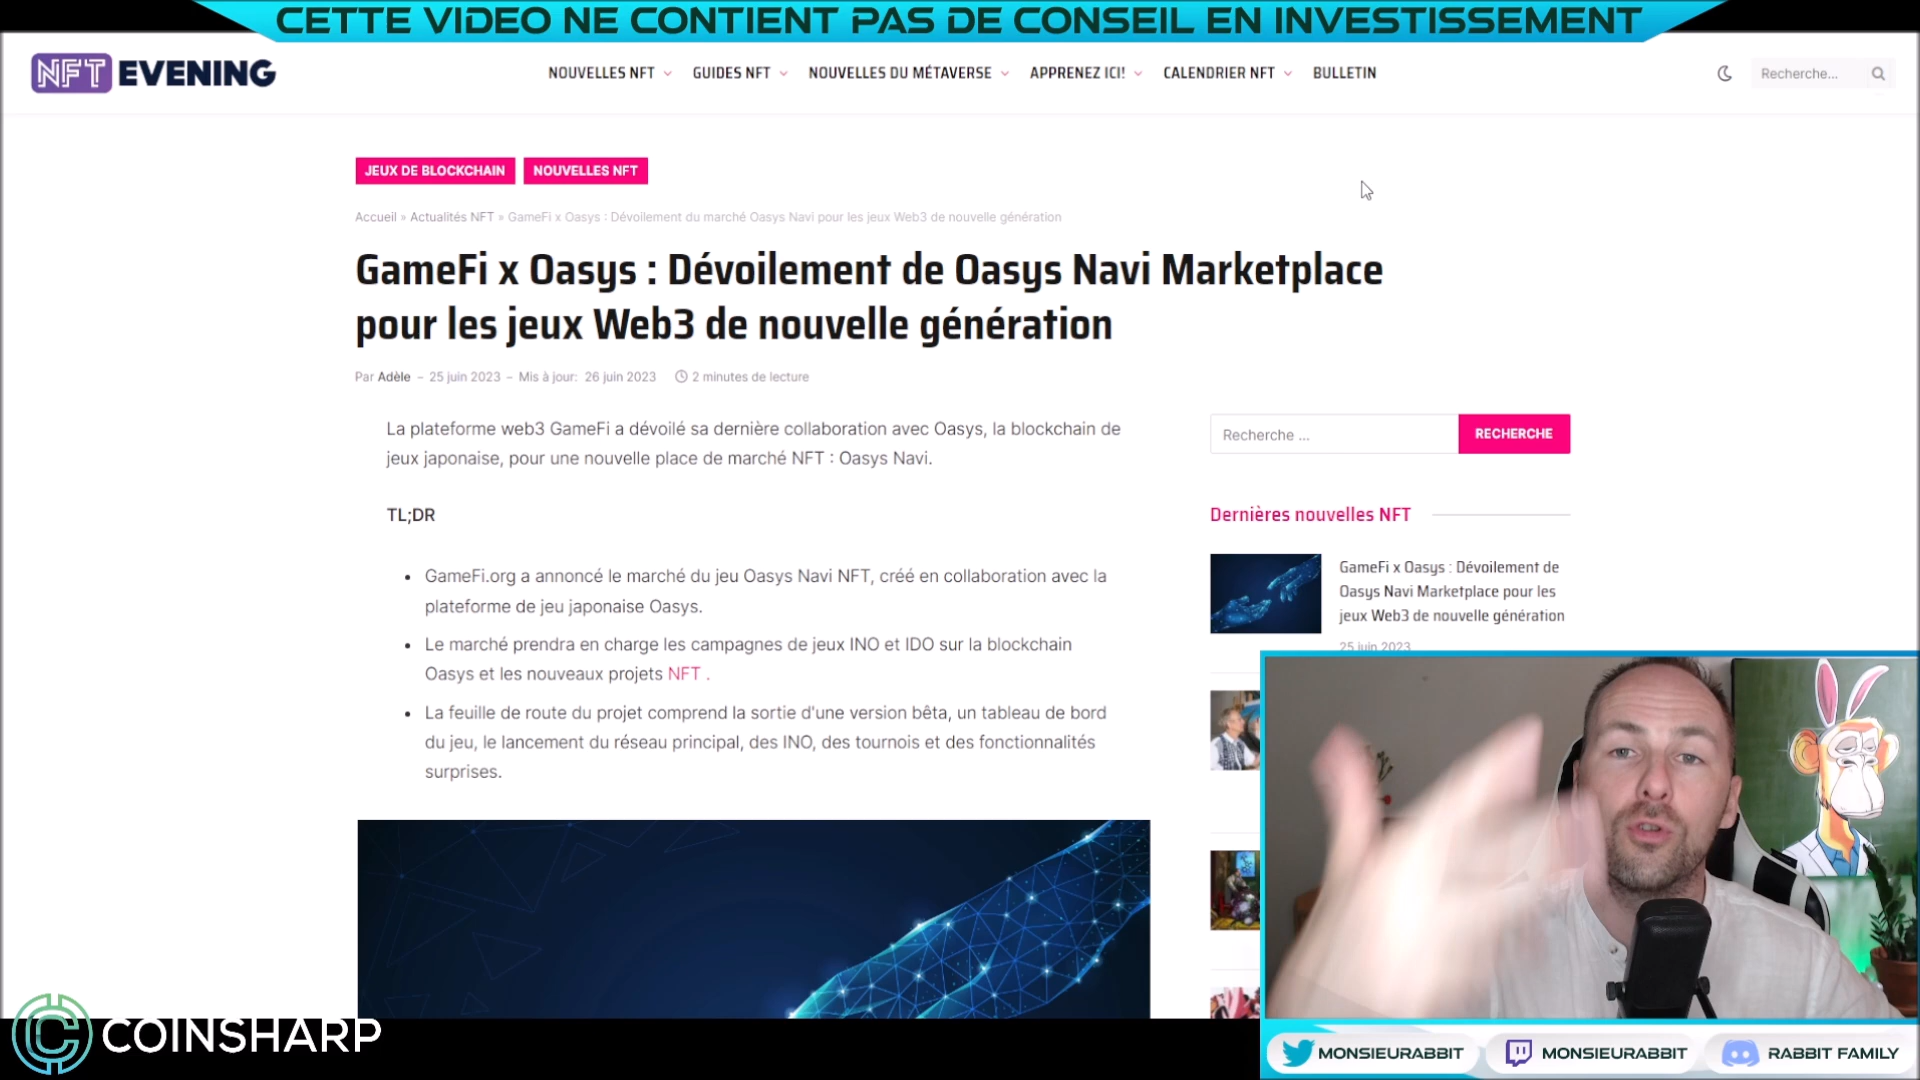 CETTE VIDEO NE CONTIENT PAS DE CONSEIL EN INVESTISSEMENT
NFT EVENING
NOUVELLES NFT GUIDES NFT NOUVELLES DU MÉTAVERSE APPRENEZ ICI! CALENDRIER NFT BULLETIN
Recherche...
JEUX DE BLOCKCHAIN NOUVELLES NFT
Accueil » Actualités NFT » GameFi x Oasys : Dévoilement du marché Oasys Navi pour les jeux Web3 de nouvelle génération
GameFi x Oasys : Dévoilement de Oasys Navi Marketplace
pour les jeux Web3 de nouvelle génération
Par Adèle – 25 juin 2023 – Mis à jour: 26 juin 2023 2 minutes de lecture
La plateforme web3 GameFi a dévoilé sa dernière collaboration avec Oasys, la blockchain de
jeux japonaise, pour une nouvelle place de marché NFT : Oasys Navi.
TL;DR
• GameFi.org a annoncé le marché du jeu Oasys Navi NFT, créé en collaboration avec la
plateforme de jeu japonaise Oasys.
• Le marché prendra en charge les campagnes de jeux INO et IDO sur la blockchain
Oasys et les nouveaux projets NFT .
• La feuille de route du projet comprend la sortie d'une version bêta, un tableau de bord
du jeu, le lancement du réseau principal, des INO, des tournois et des fonctionnalités
surprises.
Recherche ... RECHERCHE
Dernières nouvelles NFT
GameFi x Oasys : Dévoilement de
Oasys Navi Marketplace pour les
jeux Web3 de nouvelle génération
25 juin 2023
COINSHARP
MONSIEURABBIT MONSIEURABBIT RABBIT FAMILY